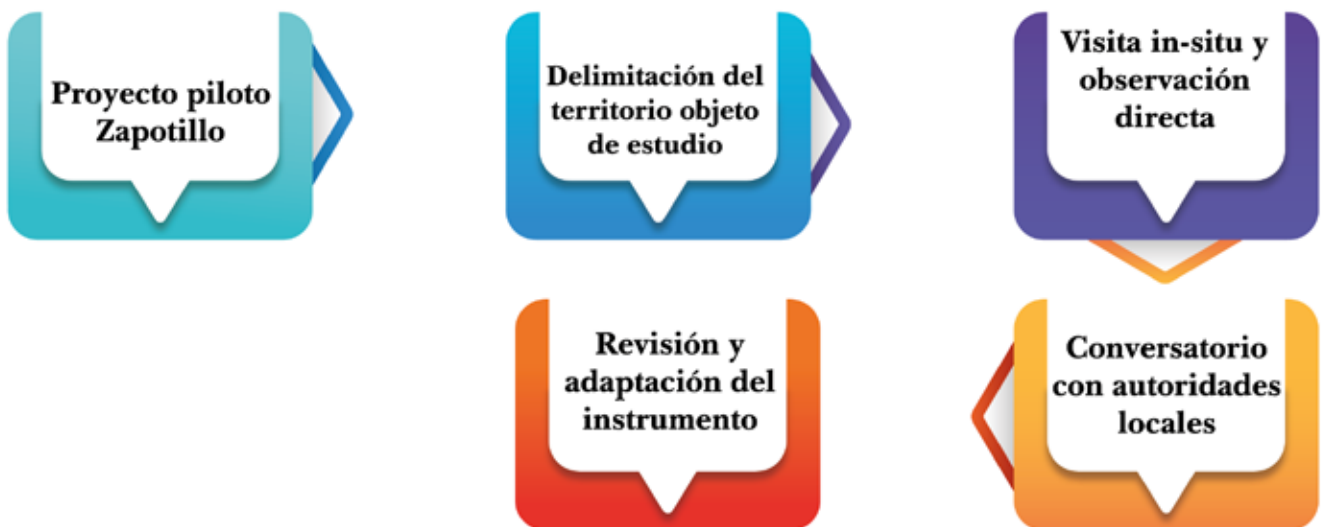 Proyecto piloto
Zapotillo
Delimitación del
territorio objeto
de estudio
Visita in-situ y
observación
directa
Conversatorio
con autoridades
locales
Revisión y
adaptación del
instrumento